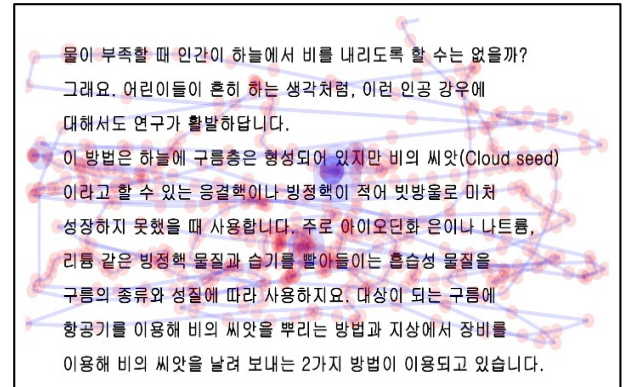 물이 부족할 때 인간이 하늘에서 비를 내리도록 할 수는 없을까?
그래요. 어린이들이 흔히 하는 생각처럼, 이런 인공 강우에
대해서도 연구가 활발하답니다.
이 방법은 하늘에 구름층은 형성되어 있지만 비의 씨앗(Cloud seed)
이라고 할 수 있는 응결핵이나 빙정핵이 적어 빗방울로 미처
성장하지 못했을 때 사용합니다. 주로 아이오딘화 은이나 나트륨,
리튬 같은 빙정핵 물질과 습기를 빨아들이는 흡습성 물질을
구름의 종류와 성질에 따라 사용하지요. 대상이 되는 구름에
항공기를 이용해 비의 씨앗을 뿌리는 방법과 지상에서 장비를
이용해 비의 씨앗을 날려 보내는 2가지 방법이 이용되고 있습니다.